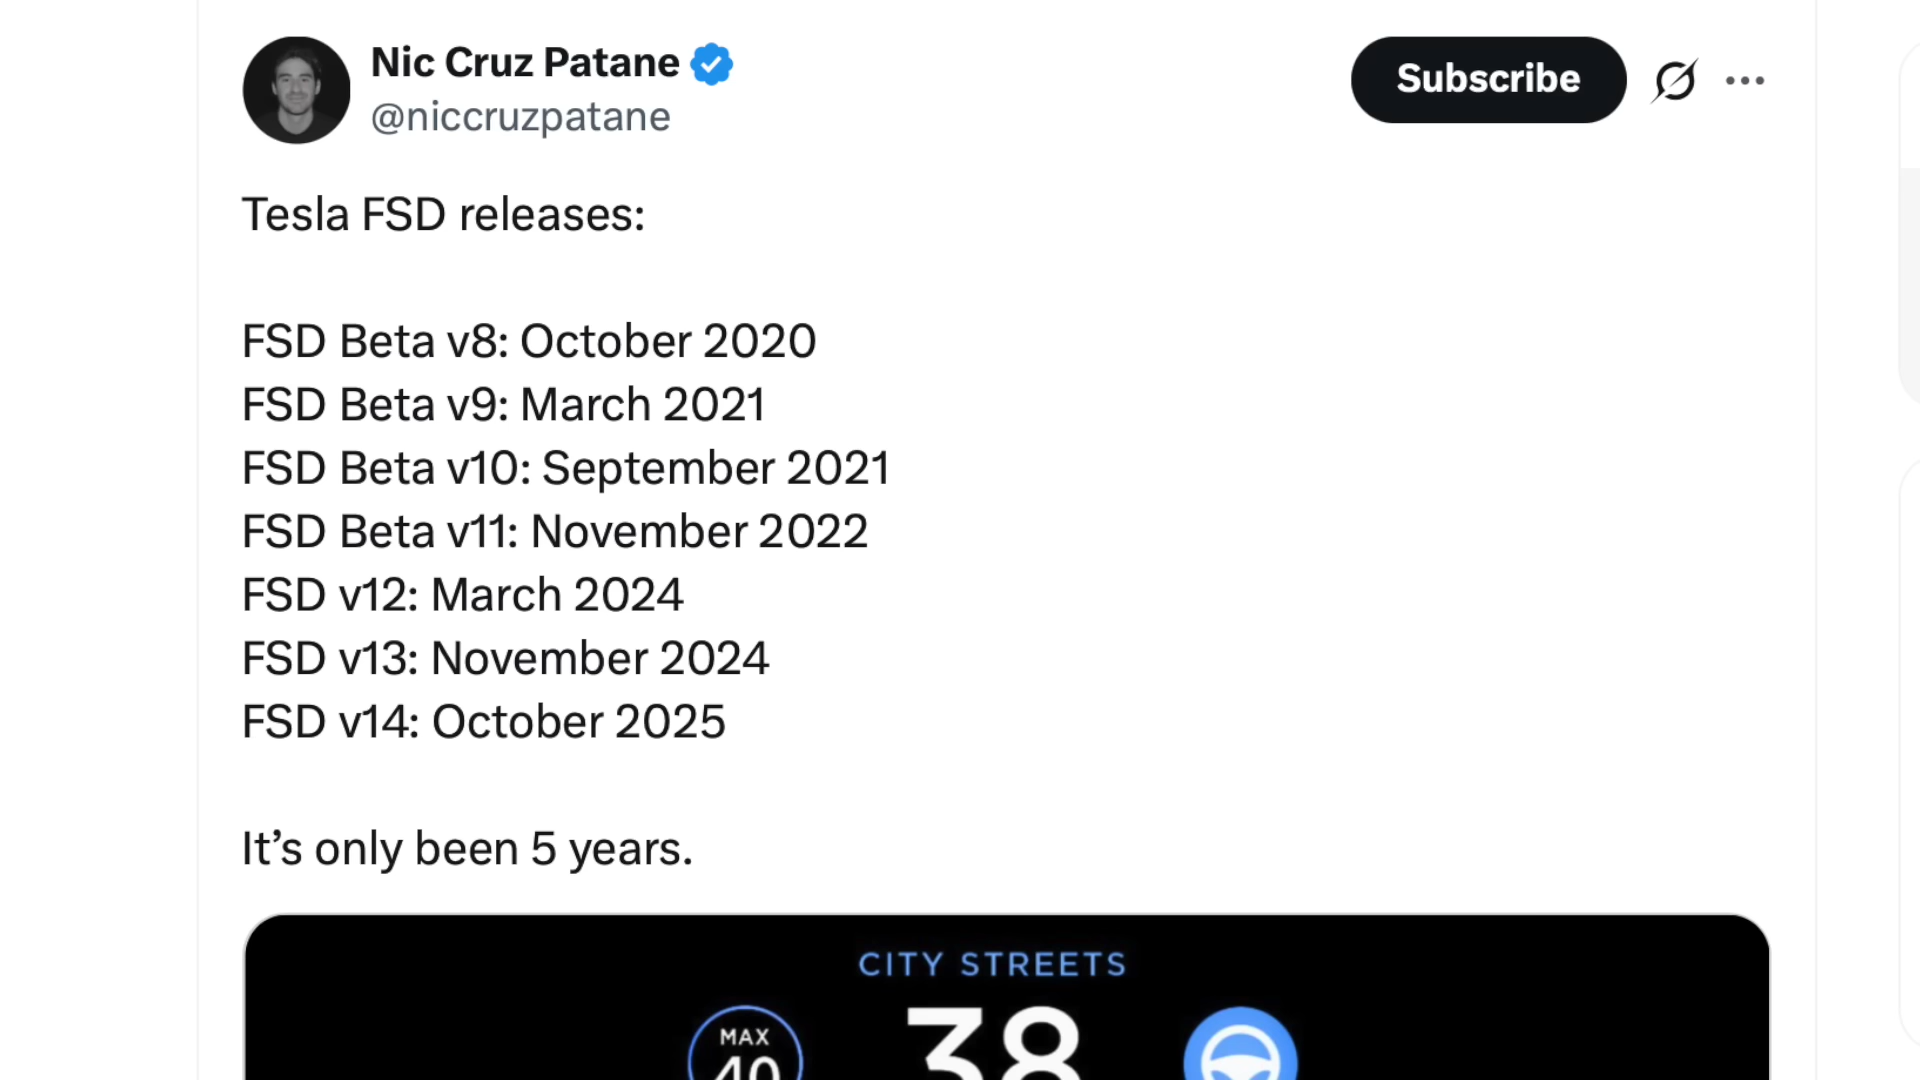 Nic Cruz Patane
Subscribe
@niccruzpatane
Tesla FSD releases:
FSD Beta v8: October 2020
FSD Beta v9: March 2021
FSD Beta v10: September 2021
FSD Beta v11: November 2022
FSD v12: March 2024
FSD v13: November 2024
FSD v14: October 2025
It’s only been 5 years.
CITY STREETS
MAX
40
38